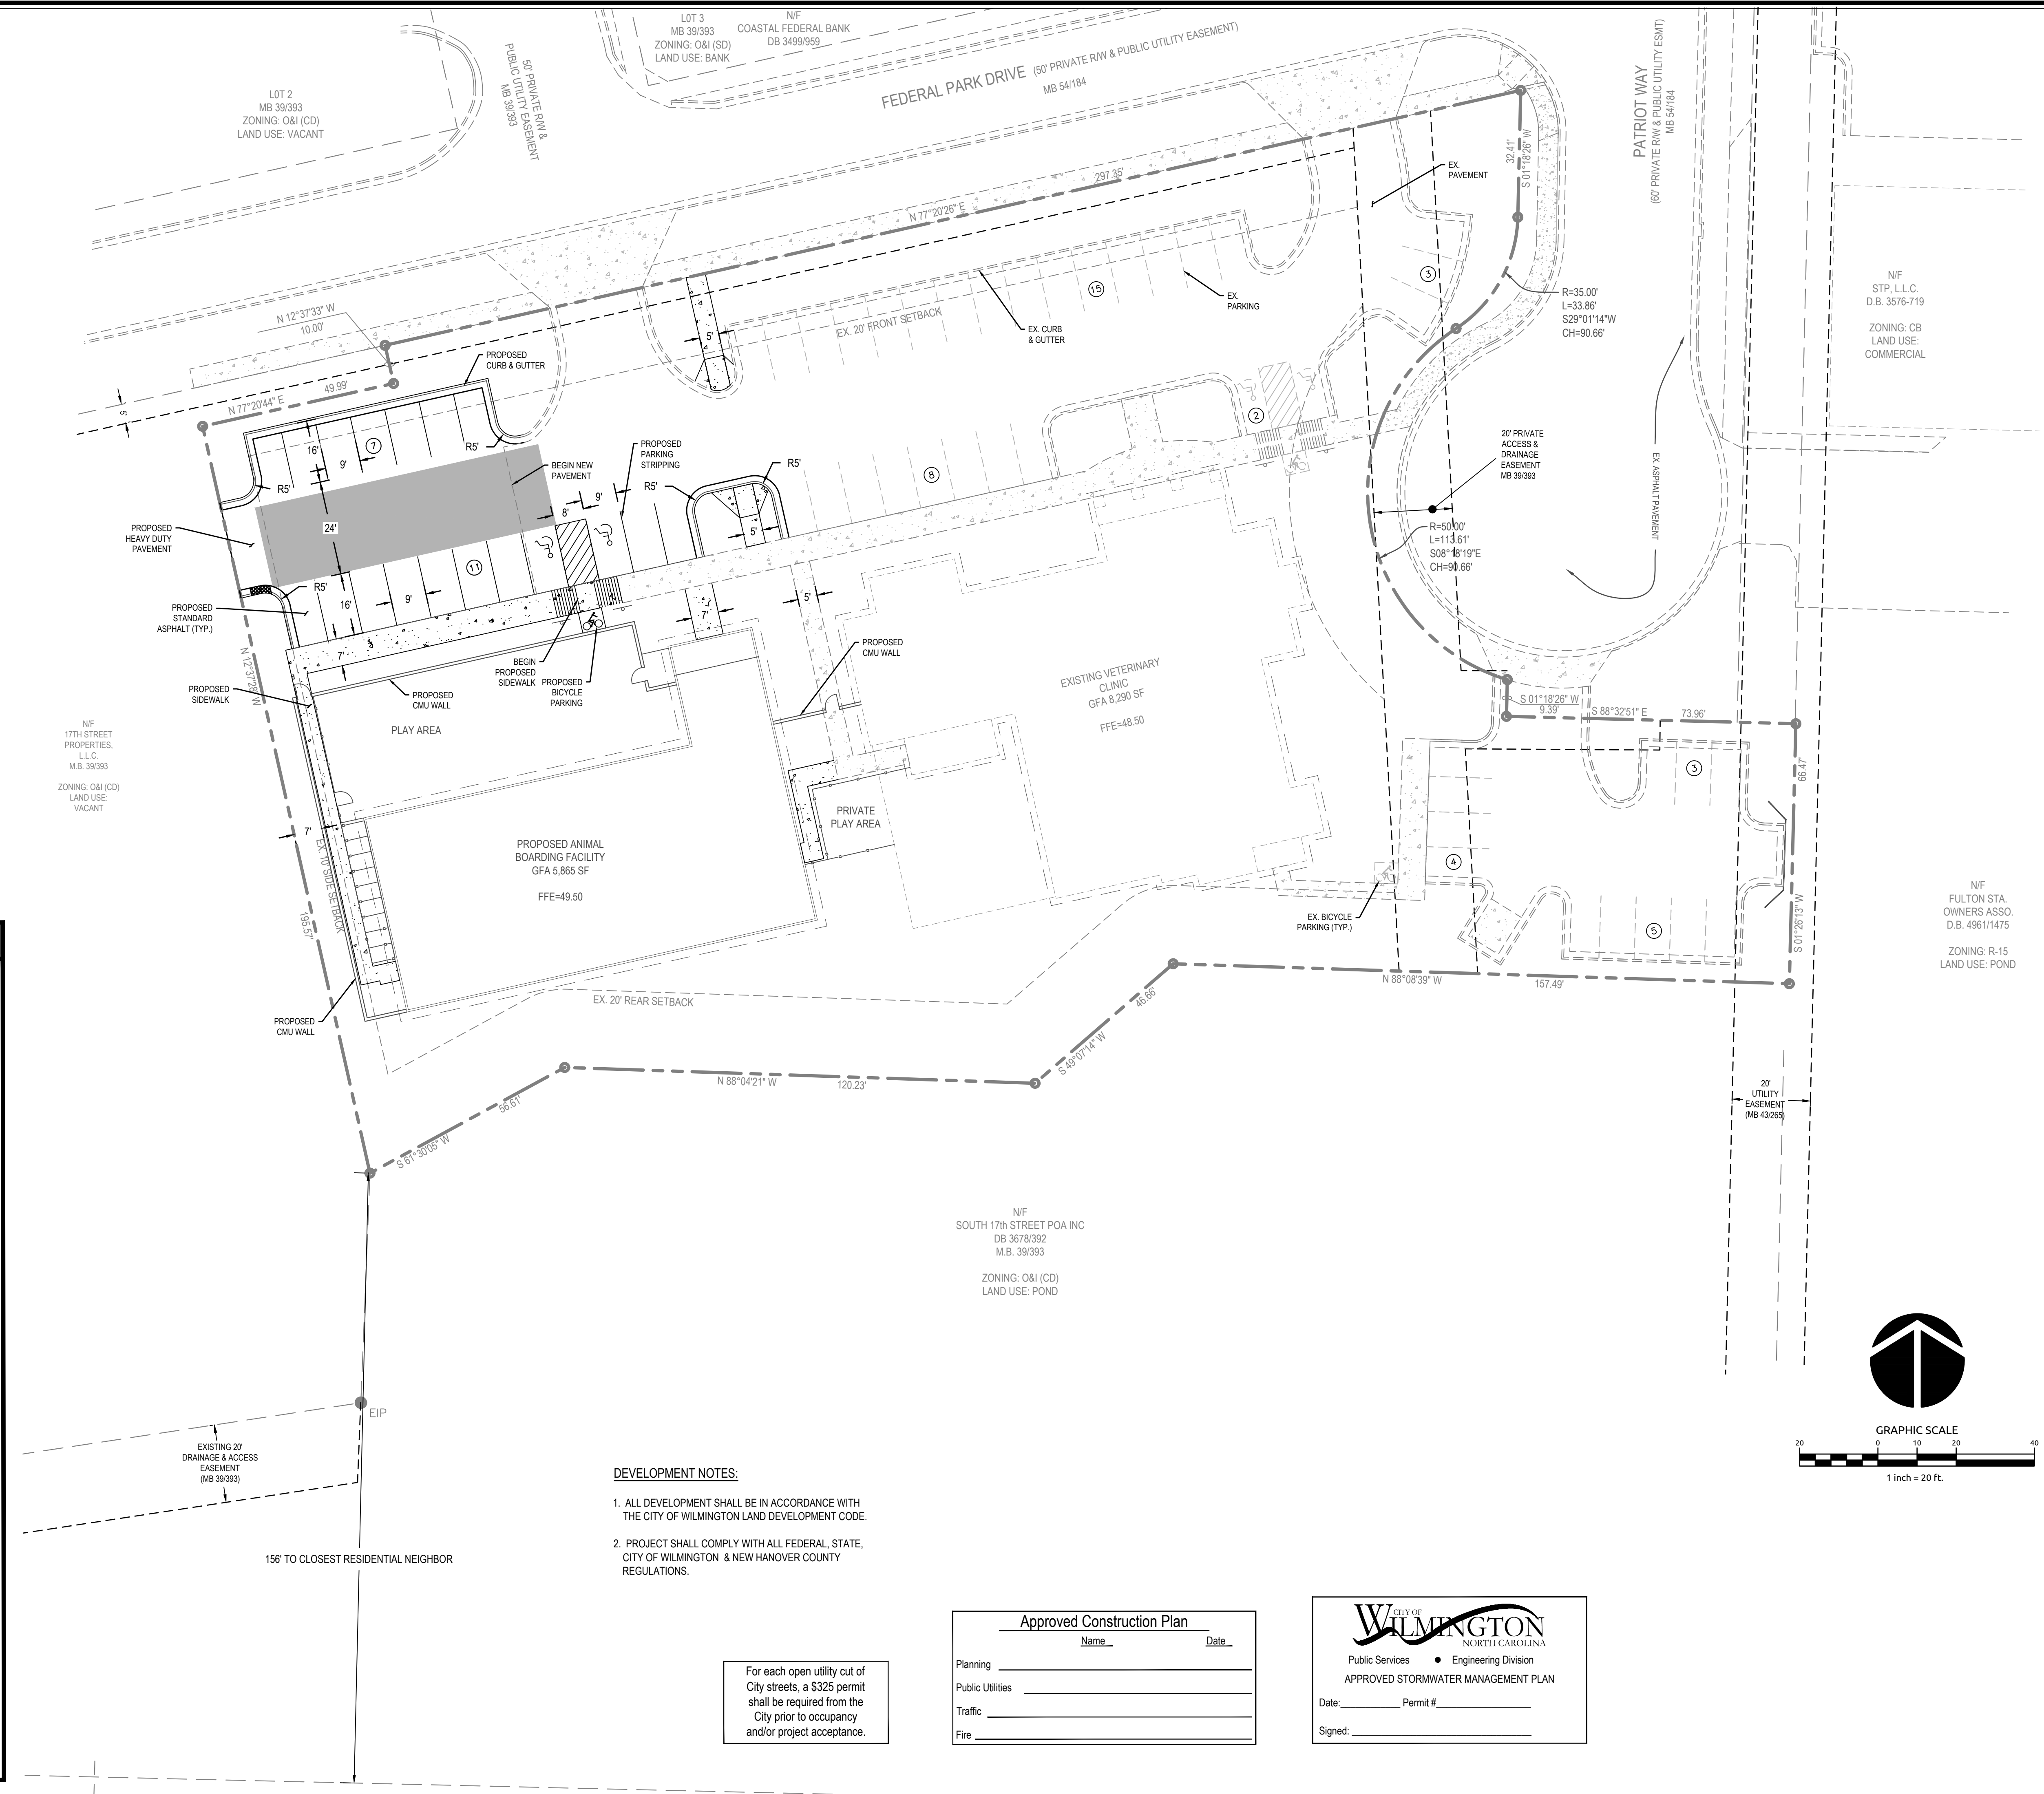 LOT 3
MB 39/393
ZONING: O&I (SD)
LAND USE: BANK
N/F
COASTAL FEDERAL BANK
DB 3499/959
LOT 2
MB 39/393
ZONING: O&I (CD)
LAND USE: VACANT
50' PRIVATE R/W &
PUBLIC UTILITY EASEMENT
MB 39/393
FEDERAL PARK DRIVE (50' PRIVATE R/W & PUBLIC UTILITY EASEMENT)
MB 54/184
PATRIOT WAY
(60' PRIVATE R/W & PUBLIC UTILITY ESMT)
MB 54/184
N/F
STP, L.L.C.
D.B. 3576-719
ZONING: CB
LAND USE:
COMMERCIAL
32.41'
S 01°18'26" W
EX.
PAVEMENT
297.35'
N 77°20'26" E
3
15
EX.
PARKING
R=35.00'
L=33.86'
S29°01'14"W
CH=90.66'
N 12°37'33" W
10.00'
EX. 20' FRONT SETBACK
EX. CURB
& GUTTER
5'
PROPOSED
CURB & GUTTER
49.99'
N 77°20'44" E
5'
2
20' PRIVATE
ACCESS &
DRAINAGE
EASEMENT
MB 39/393
EX. ASPHALT PAVEMENT
16'
7
9'
R5'
R5'
PROPOSED
PARKING
STRIPPING
BEGIN NEW
PAVEMENT
R5'
R5'
9'
8'
8
5'
24'
PROPOSED
HEAVY DUTY
PAVEMENT
R=50.00'
L=113.61'
S08°18'19"E
CH=90.66'
11
R5'
16'
9'
7'
5'
PROPOSED
STANDARD
ASPHALT (TYP.)
7'
N 12°37'28" W
PROPOSED
SIDEWALK
BEGIN
PROPOSED
SIDEWALK
PROPOSED
BICYCLE
PARKING
PROPOSED
CMU WALL
PROPOSED
CMU WALL
PLAY AREA
EXISTING VETERINARY
CLINIC
GFA 8,290 SF
FFE=48.50
S 01°18'26" W
9.39'
S 88°32'51" E
73.96'
N/F
17TH STREET
PROPERTIES,
L.L.C.
M.B. 39/393
ZONING: O&I (CD)
LAND USE:
VACANT
66.47'
3
PRIVATE
PLAY AREA
7'
EX. 10' SIDE SETBACK
PROPOSED ANIMAL
BOARDING FACILITY
GFA 5,865 SF
FFE=49.50
4
195.57'
EX. BICYCLE
PARKING (TYP.)
5
S 01°26'13" W
N/F
FULTON STA.
OWNERS ASSO.
D.B. 4961/1475
ZONING: R-15
LAND USE: POND
N 88°08'39" W
157.49'
46.66'
S 49°07'14" W
EX. 20' REAR SETBACK
PROPOSED
CMU WALL
N 88°04'21" W
120.23'
56.61'
S 61°30'05" W
20'
UTILITY
EASEMENT
(MB 43/265)
N/F
SOUTH 17th STREET POA INC
DB 3678/392
M.B. 39/393
ZONING: O&I (CD)
LAND USE: POND
EIP
EXISTING 20'
DRAINAGE & ACCESS
EASEMENT
(MB 39/393)
GRAPHIC SCALE
20 0 10 20 40
1 inch = 20 ft.
DEVELOPMENT NOTES:
1. ALL DEVELOPMENT SHALL BE IN ACCORDANCE WITH
THE CITY OF WILMINGTON LAND DEVELOPMENT CODE.
2. PROJECT SHALL COMPLY WITH ALL FEDERAL, STATE,
CITY OF WILMINGTON & NEW HANOVER COUNTY
REGULATIONS.
156' TO CLOSEST RESIDENTIAL NEIGHBOR
For each open utility cut of
City streets, a $325 permit
shall be required from the
City prior to occupancy
and/or project acceptance.
Approved Construction Plan
Name Date
Planning
Public Utilities
Traffic
Fire
CITY OF
WILMINGTON
NORTH CAROLINA
Public Services • Engineering Division
APPROVED STORMWATER MANAGEMENT PLAN
Date: Permit #
Signed: